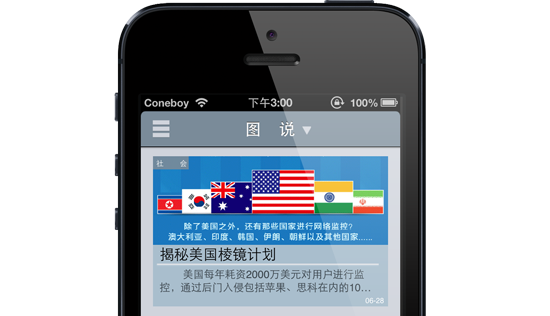 Coneboy 下午3:00 100%
图 说
社 会
除了美国之外，还有那些国家进行网络监控?
澳大利亚、印度、韩国、伊朗、朝鲜以及其他国家......
揭秘美国棱镜计划
美国每年耗资2000万美元对用户进行监
控，通过后门入侵包括苹果、思科在内的10...
06-28